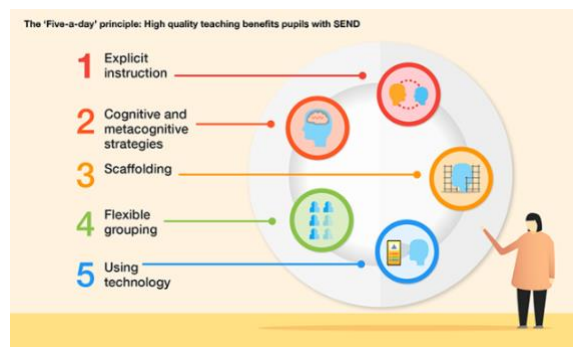 The 'Five-a-day' principle: High quality teaching benefits pupils with SEND
1 Explicit
instruction
2 Cognitive and
metacognitive
strategies
3 Scaffolding
4 Flexible
grouping
5 Using
technology